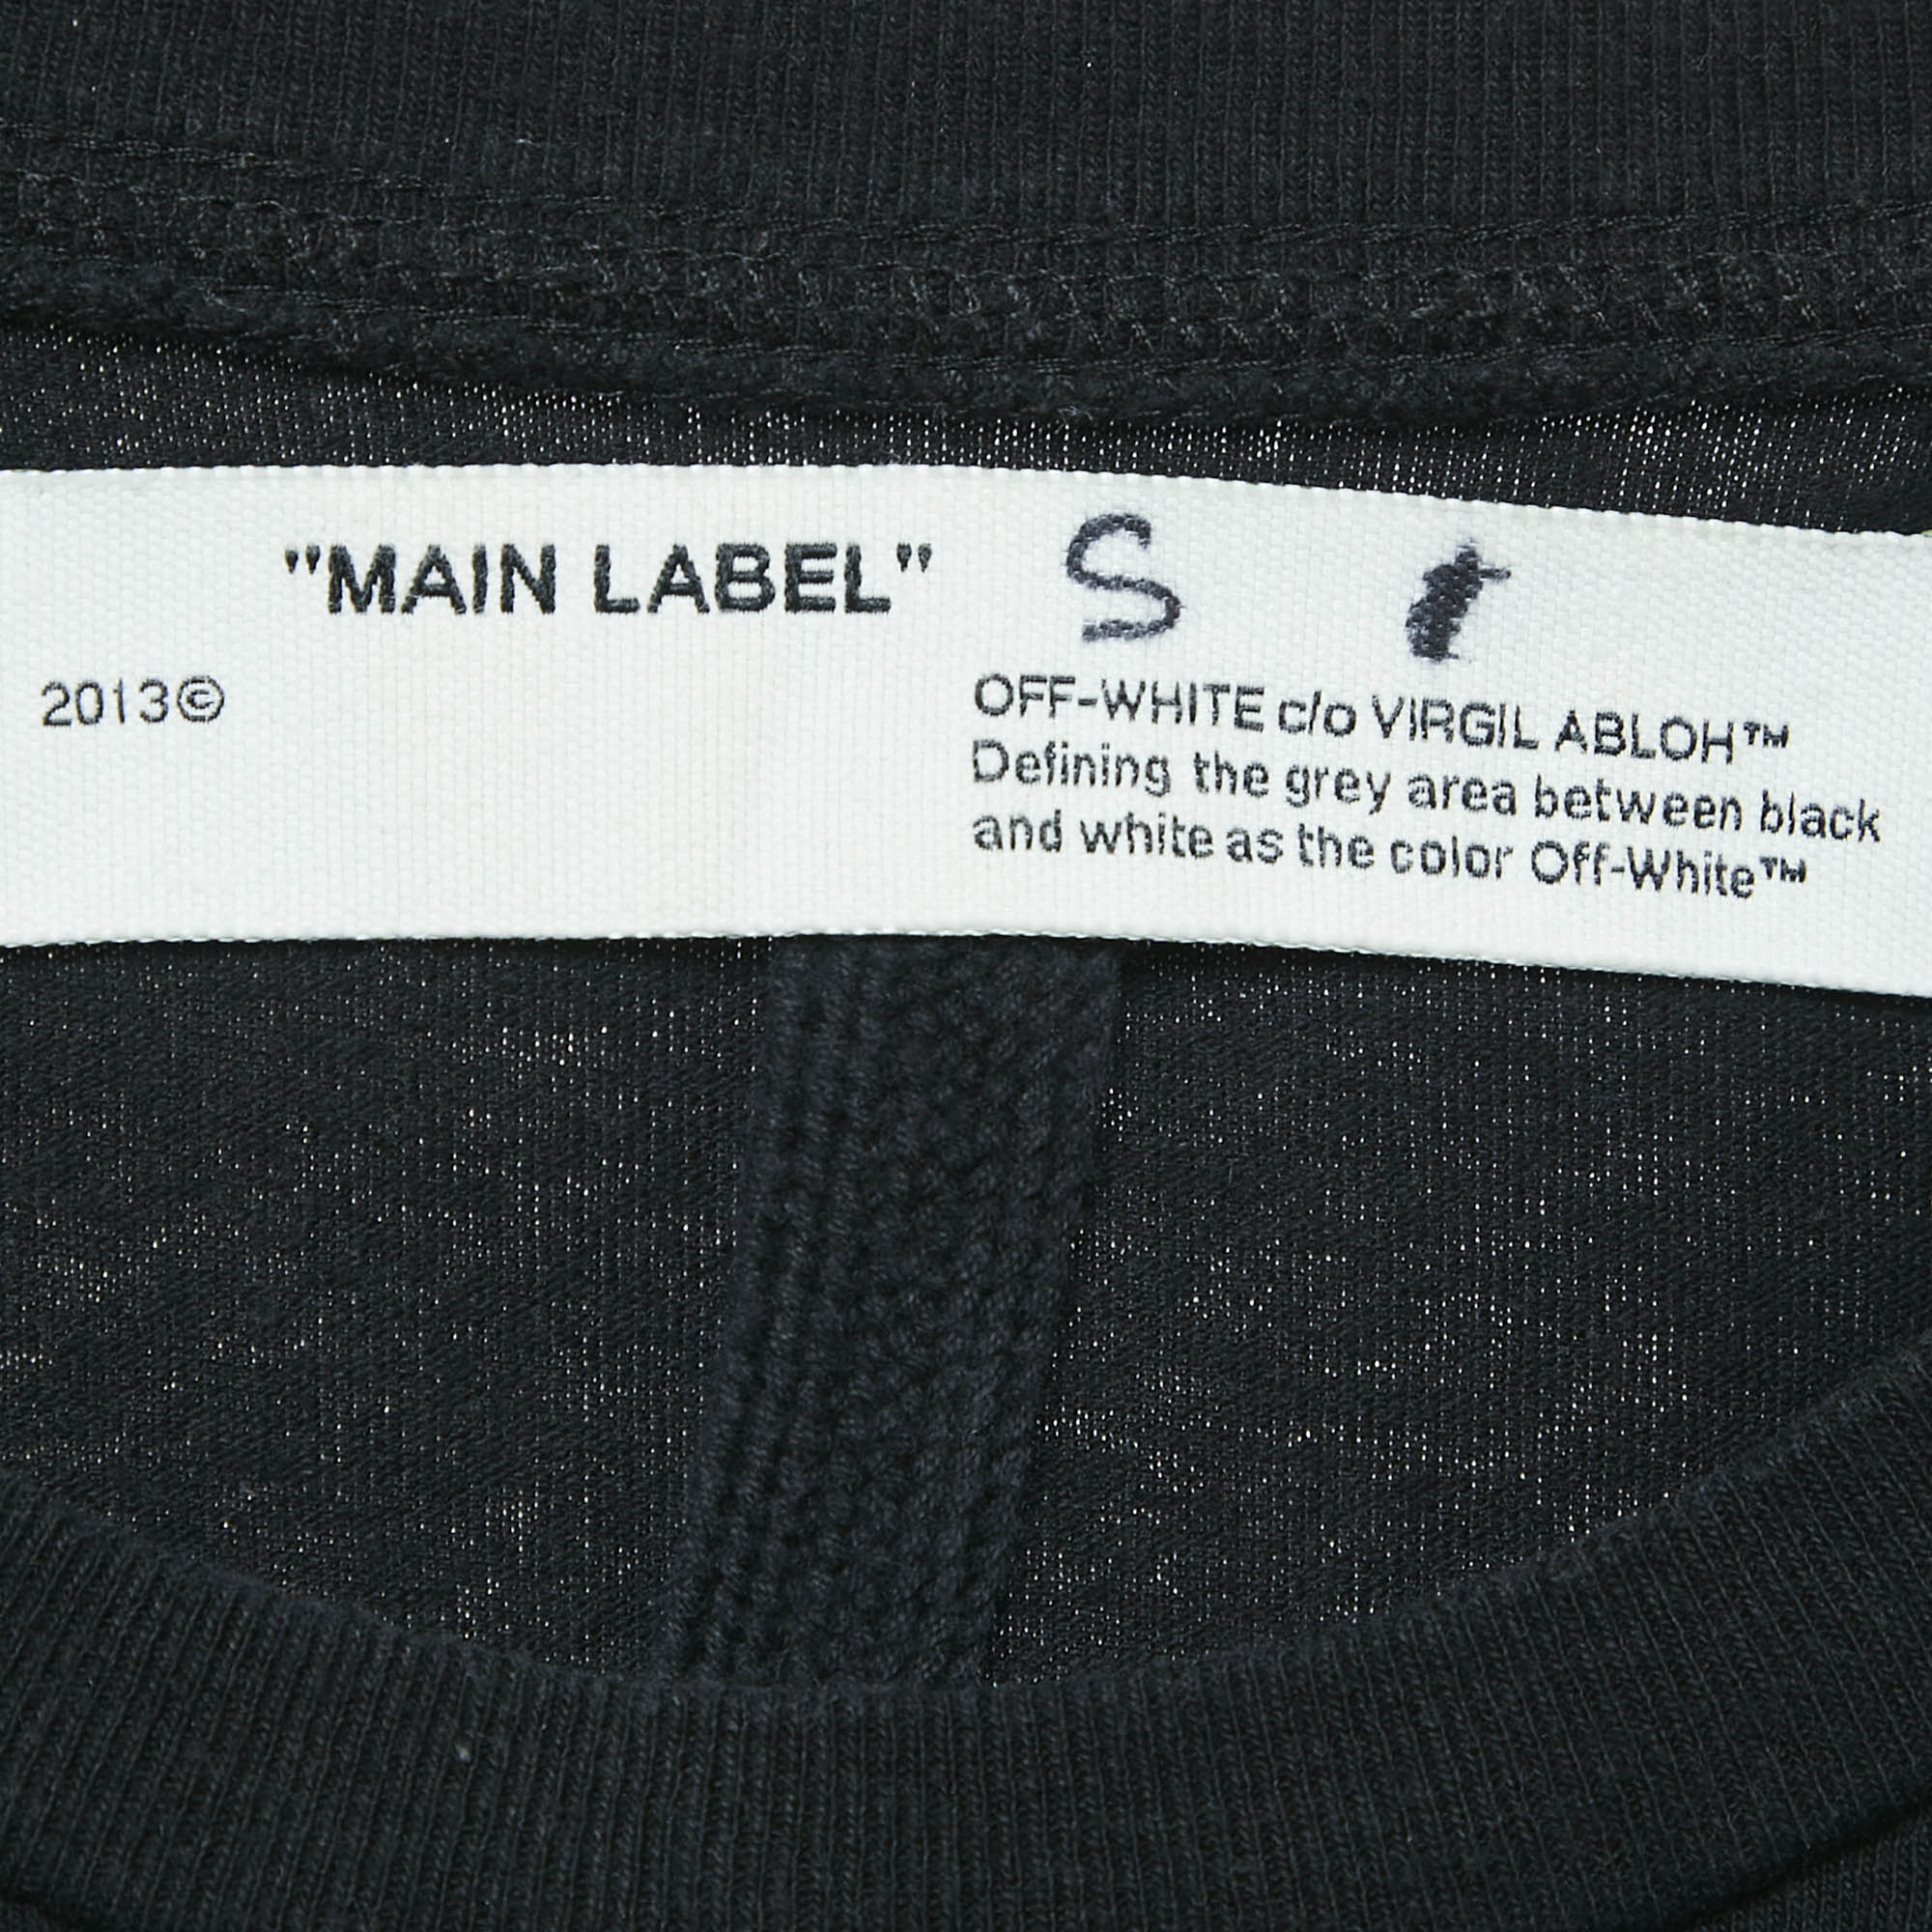 "MAIN LABEL"
S
2013©
OFF-WHITE c/o VIRGIL ABLOH™
Defining the grey area between black
and white as the color Off-White™